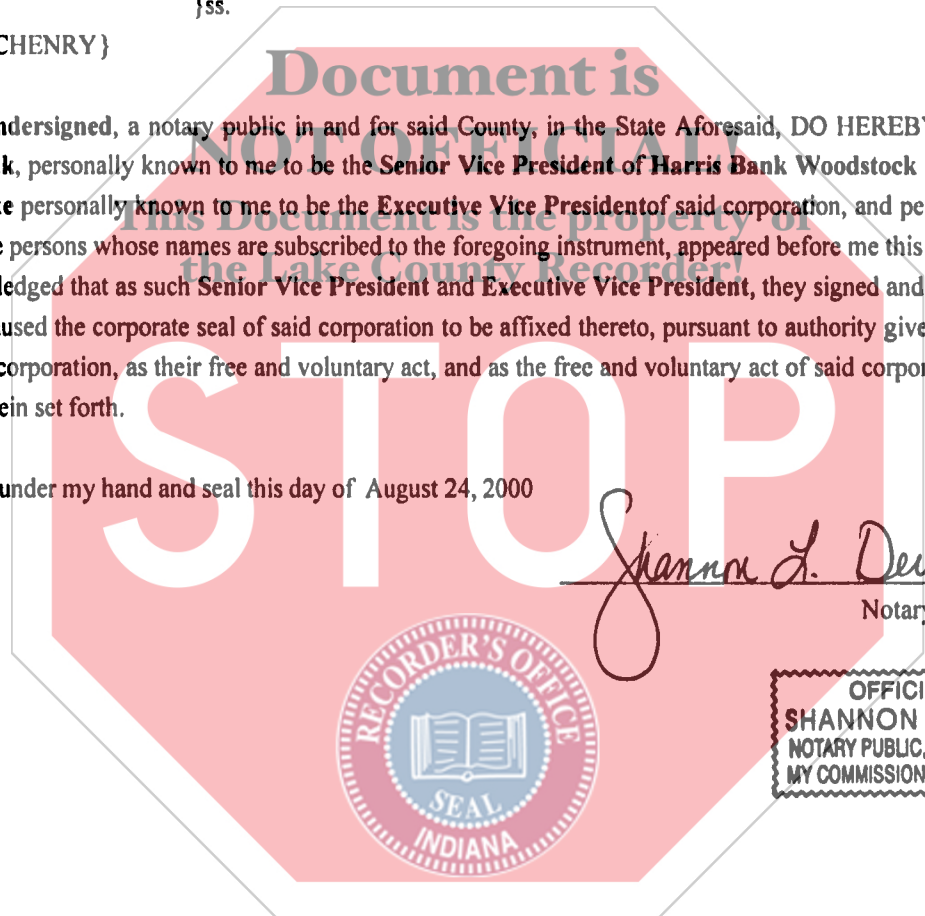 }ss.
CHENRY}
Document is
ndersigned, a notary public in and for said County, in the State Aforesaid, DO HEREBY
NOT OFFICIAL!
k, personally known to me to be the Senior Vice President of Harris Bank Woodstock
ke personally known to me to be the Executive Vice Presidentof said corporation, and pe
This Document is the property of
e persons whose names are subscribed to the foregoing instrument, appeared before me this
the Lake County Recorder!
ledged that as such Senior Vice President and Executive Vice President, they signed and
used the corporate seal of said corporation to be affixed thereto, pursuant to authority give
corporation, as their free and voluntary act, and as the free and voluntary act of said corpor
ein set forth.
STOP
under my hand and seal this day of August 24, 2000
Shannon L.
Notary
RECORDER'S OFFICE
SEAL
INDIANA
OFFICI
SHANNON
NOTARY PUBLIC,
MY COMMISSION